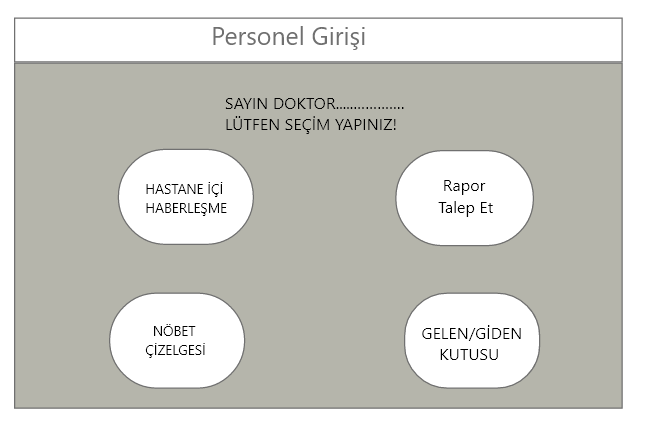 Personel Girişi
SAYIN DOKTOR..................
LÜTFEN SEÇİM YAPINIZ!
HASTANE İÇİ
HABERLEŞME
Rapor
Talep Et
NÖBET
ÇİZELGESİ
GELEN/GİDEN
KUTUSU